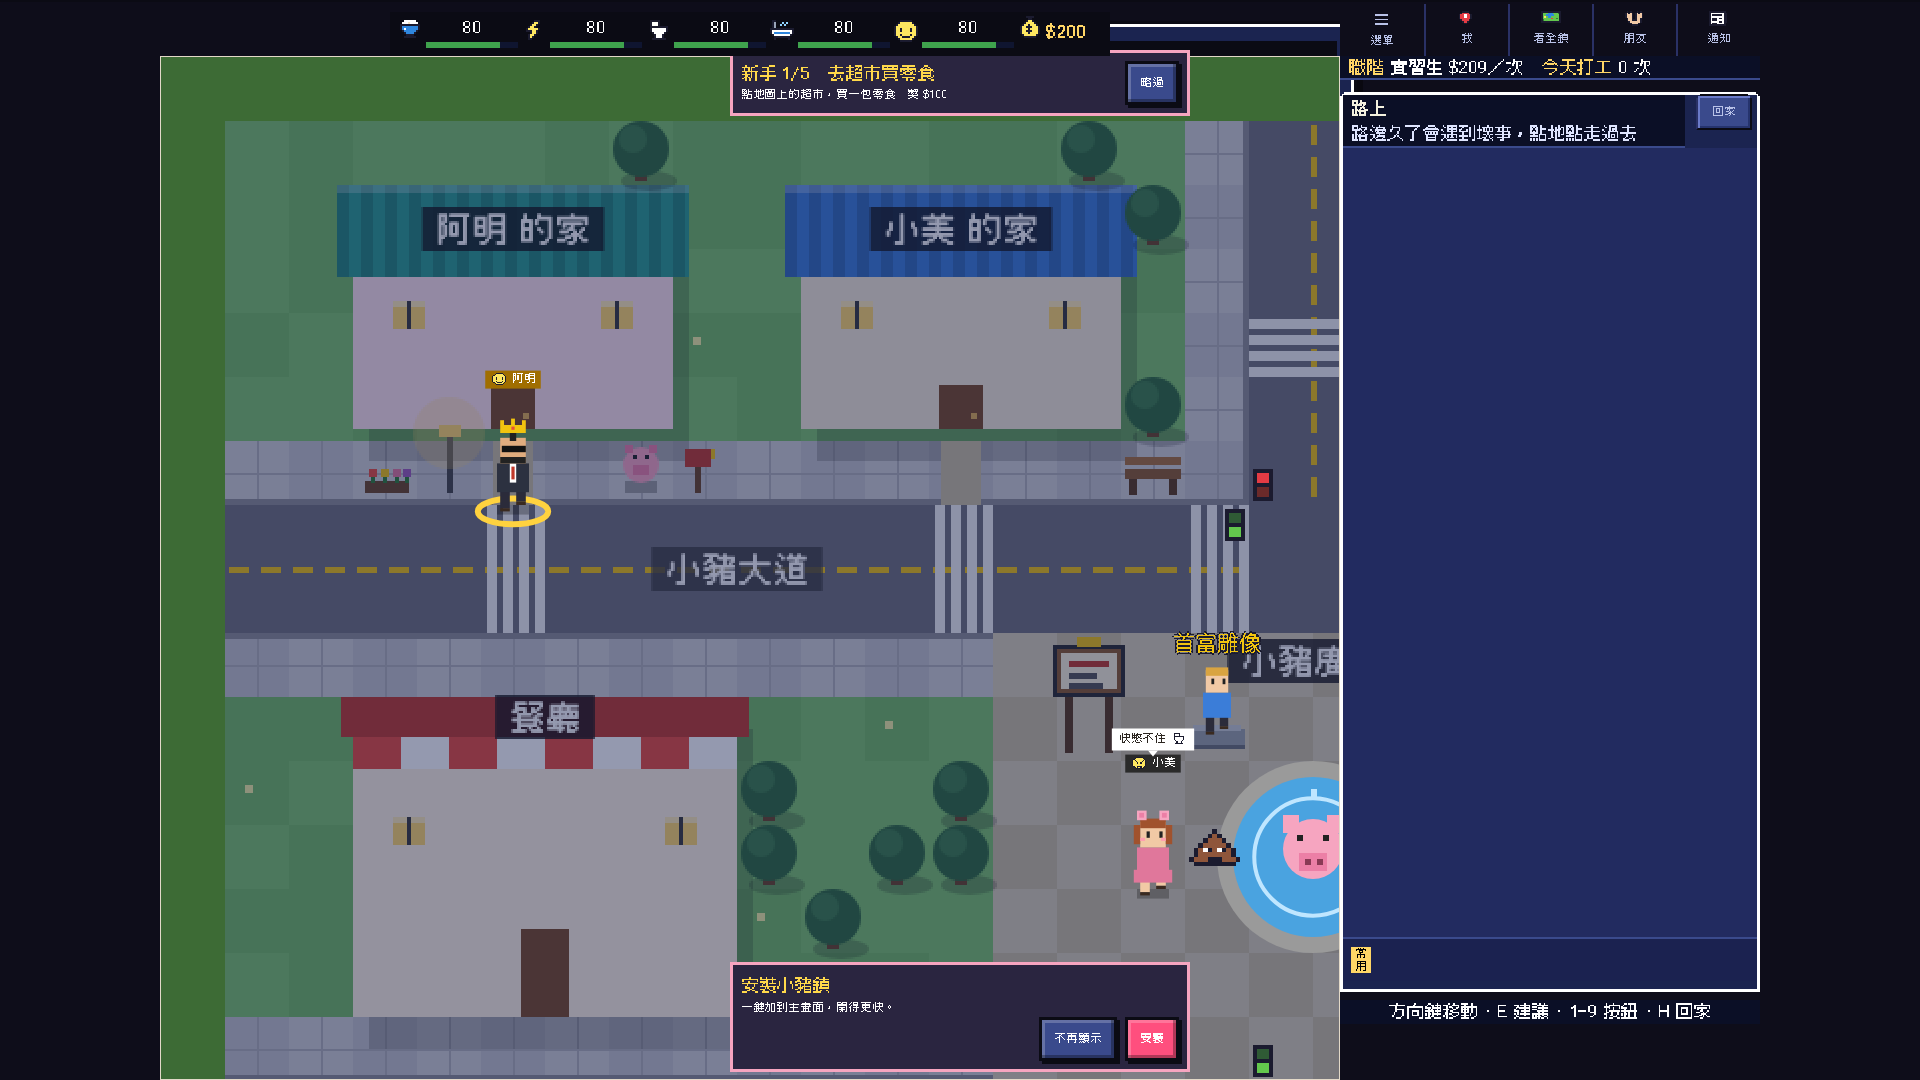 80
80
80
80
80
$200
選單
我
看全鎮
朋友
通知
新手 1/5 去超市買零食
點地圖上的超市，買一包零食 獎 $100
略過
職階 實習生 $209／次 今天打工 0 次
路上
路邊久了會遇到壞事，點地點走過去
回家
阿明 的家
小美 的家
阿明
小豬大道
首富雕像
小豬廣
餐廳
快憋不住
小美
安裝小豬鎮
一鍵加到主畫面，開得更快。
不再顯示
安裝
常用
方向鍵移動 · E 建議 · 1-9 按鈕 · H 回家